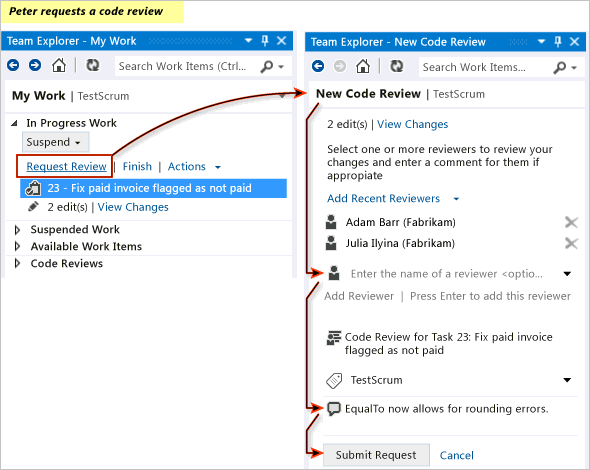 Peter requests a code review
Team Explorer - My Work
Search Work Items (Ctrl...
My Work | TestScrum
In Progress Work
Suspend
Request Review | Finish | Actions
23 - Fix paid invoice flagged as not paid
2 edit(s) | View Changes
Suspended Work
Available Work Items
Code Reviews
Team Explorer - New Code Review
Search Work Items...
New Code Review | TestScrum
2 edit(s) | View Changes
Select one or more reviewers to review your
changes and enter a comment for them if
appropiate
Add Recent Reviewers
Adam Barr (Fabrikam)
Julia Ilyina (Fabrikam)
Enter the name of a reviewer <optio...
Add Reviewer | Press Enter to add this reviewer
Code Review for Task 23: Fix paid invoice
flagged as not paid
TestScrum
EqualTo now allows for rounding errors.
Submit Request Cancel